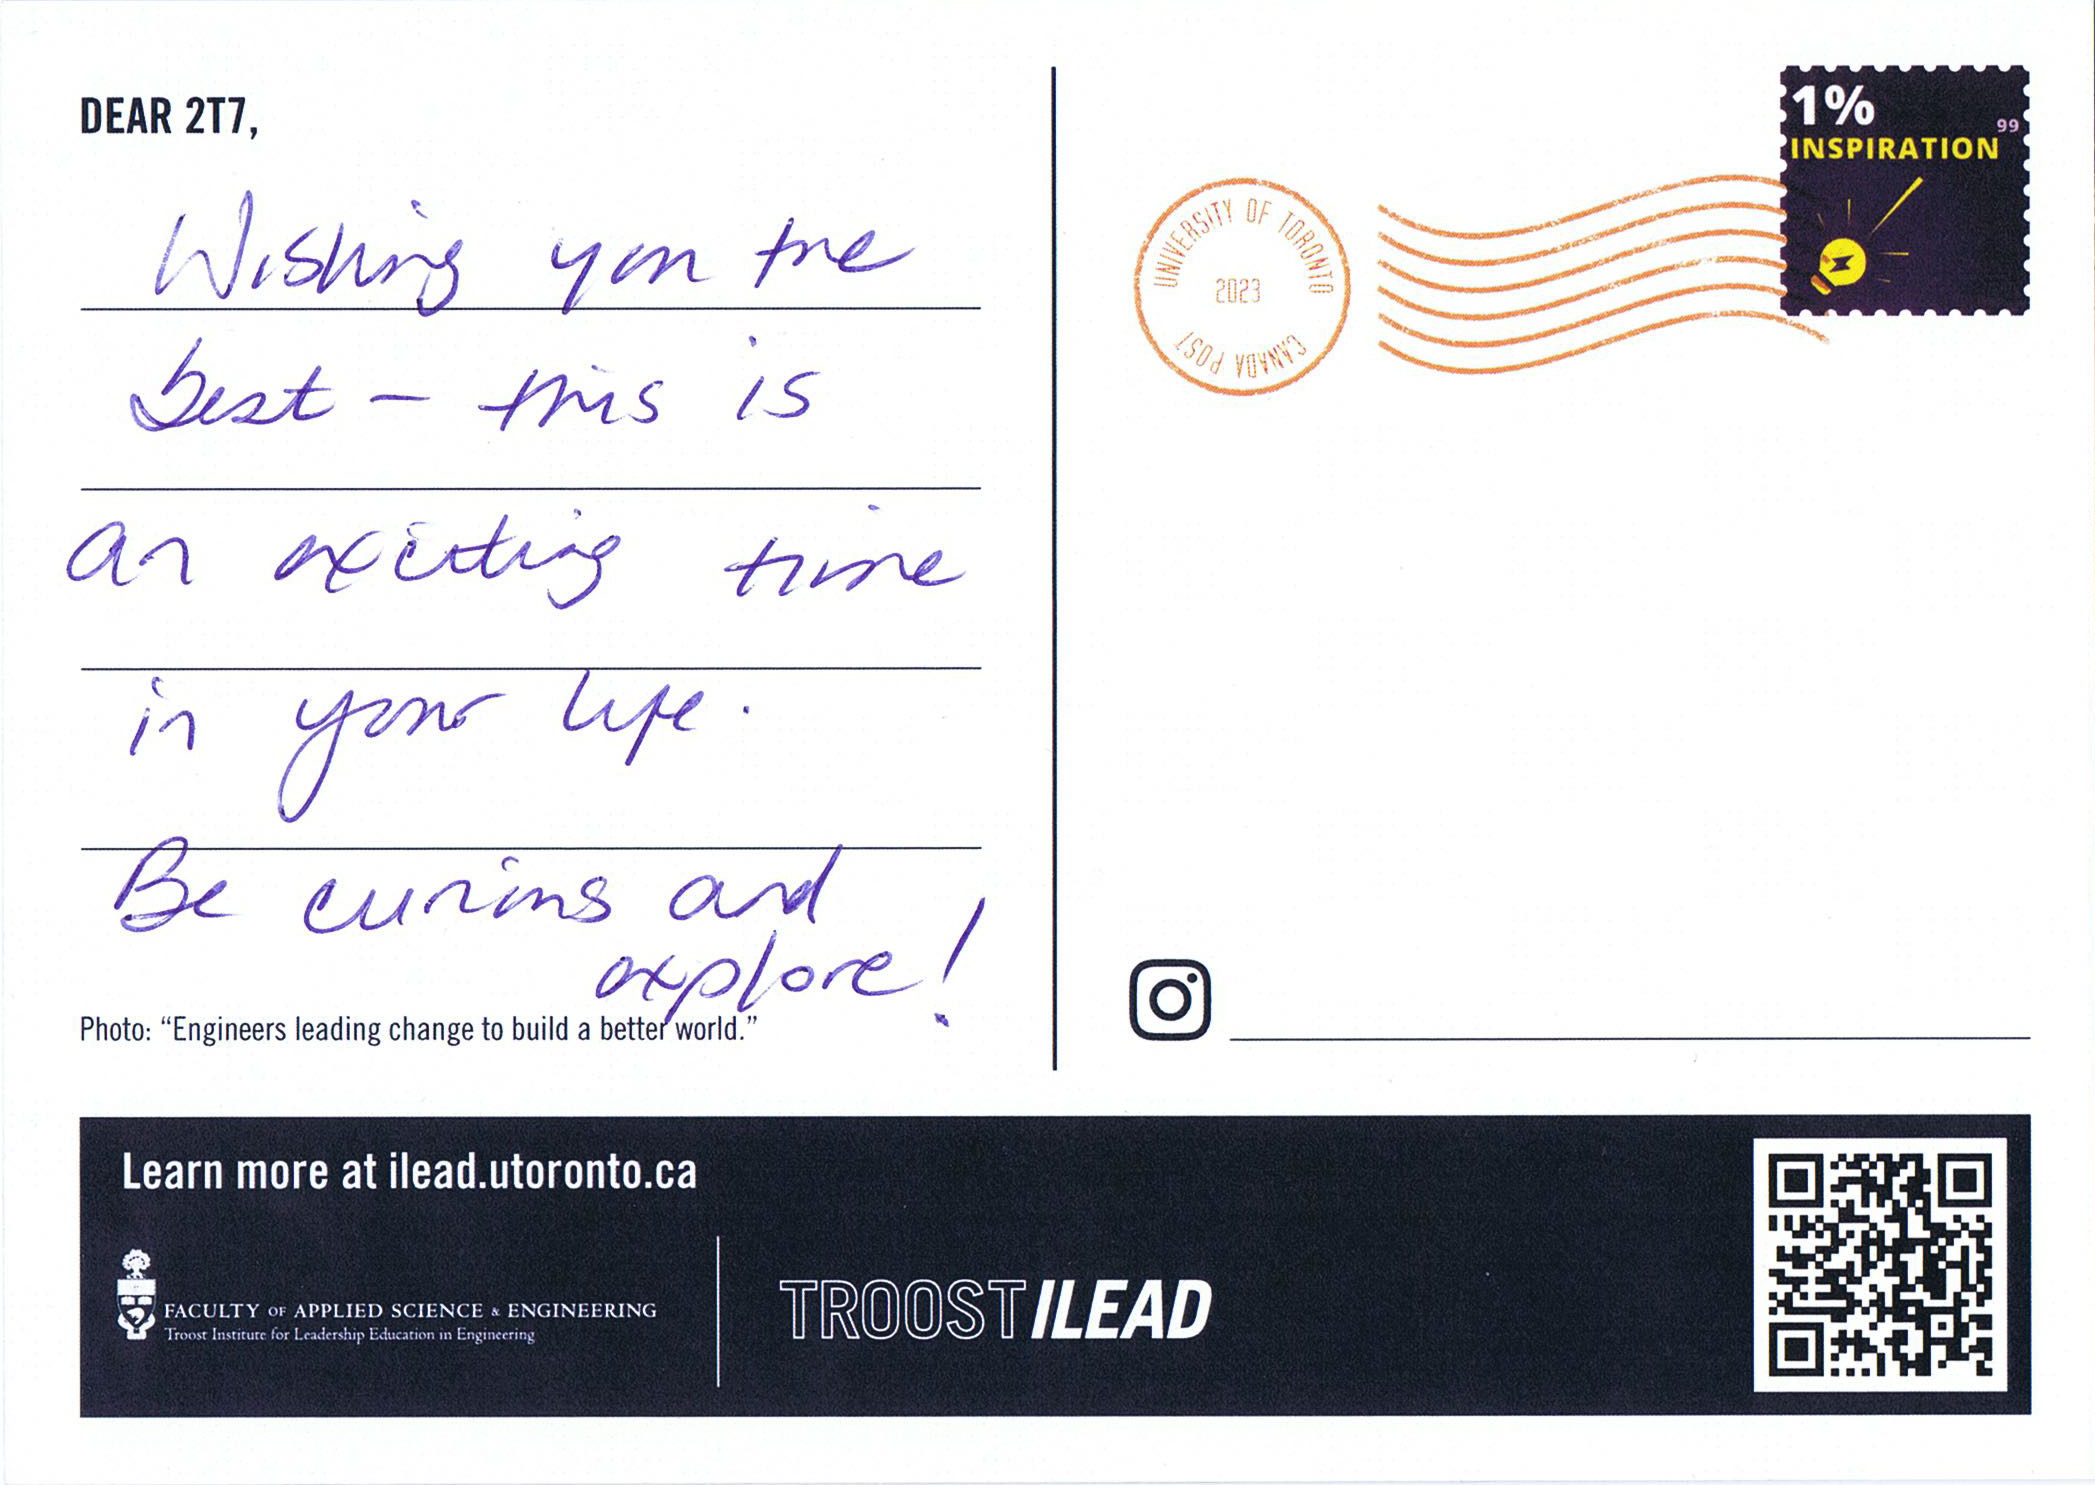 DEAR 2T7,
Wishing you the
best – this is
an exciting time
in your life.
Be curious and
explore!
Photo: “Engineers leading change to build a better world.”
1%
99
INSPIRATION
UNIVERSITY OF TORONTO
2023
CANADA POST
Learn more at ilead.utoronto.ca
FACULTY OF APPLIED SCIENCE & ENGINEERING
Troost Institute for Leadership Education in Engineering
TROOST ILEAD